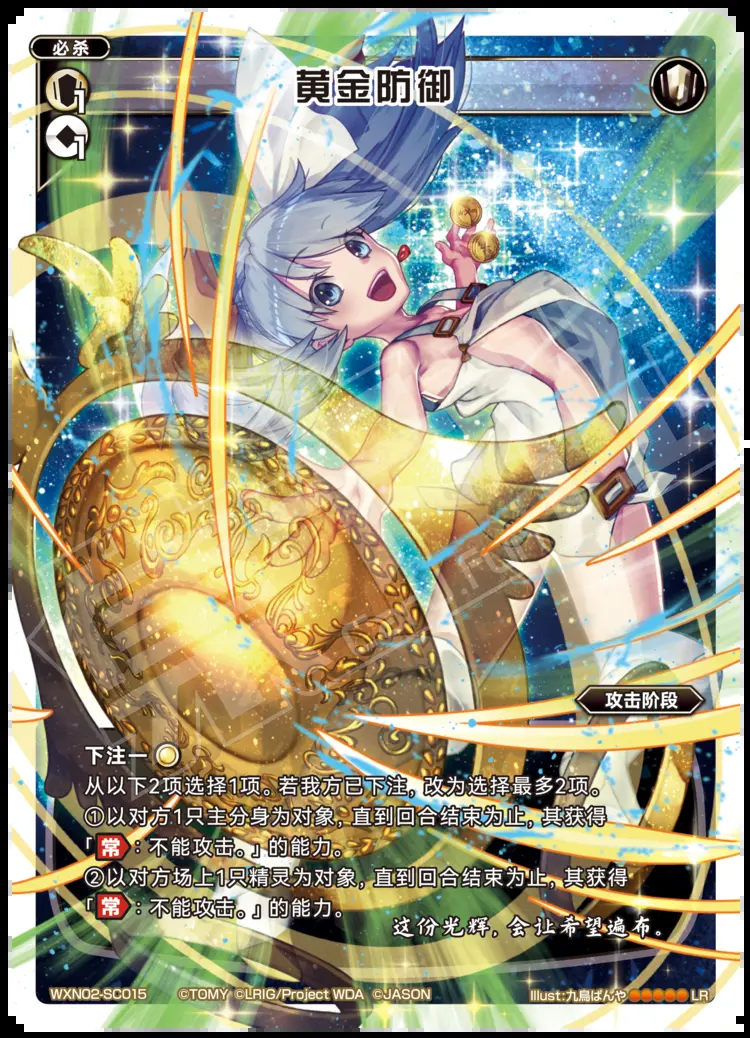 必杀
黄金防御
1
1
攻击阶段
下注一
从以下2项选择1项。若我方已下注,改为选择最多2项。
①以对方1只主分身为对象,直到回合结束为止,其获得
「常:不能攻击。」的能力。
②以对方场上1只精灵为对象,直到回合结束为止,其获得
「常:不能攻击。」的能力。
这份光辉,会让希望遍布。
WXN02-SC015 ©TOMY ©LRIG/Project WDA ©JASON Illust:九鳥ぱんや LR